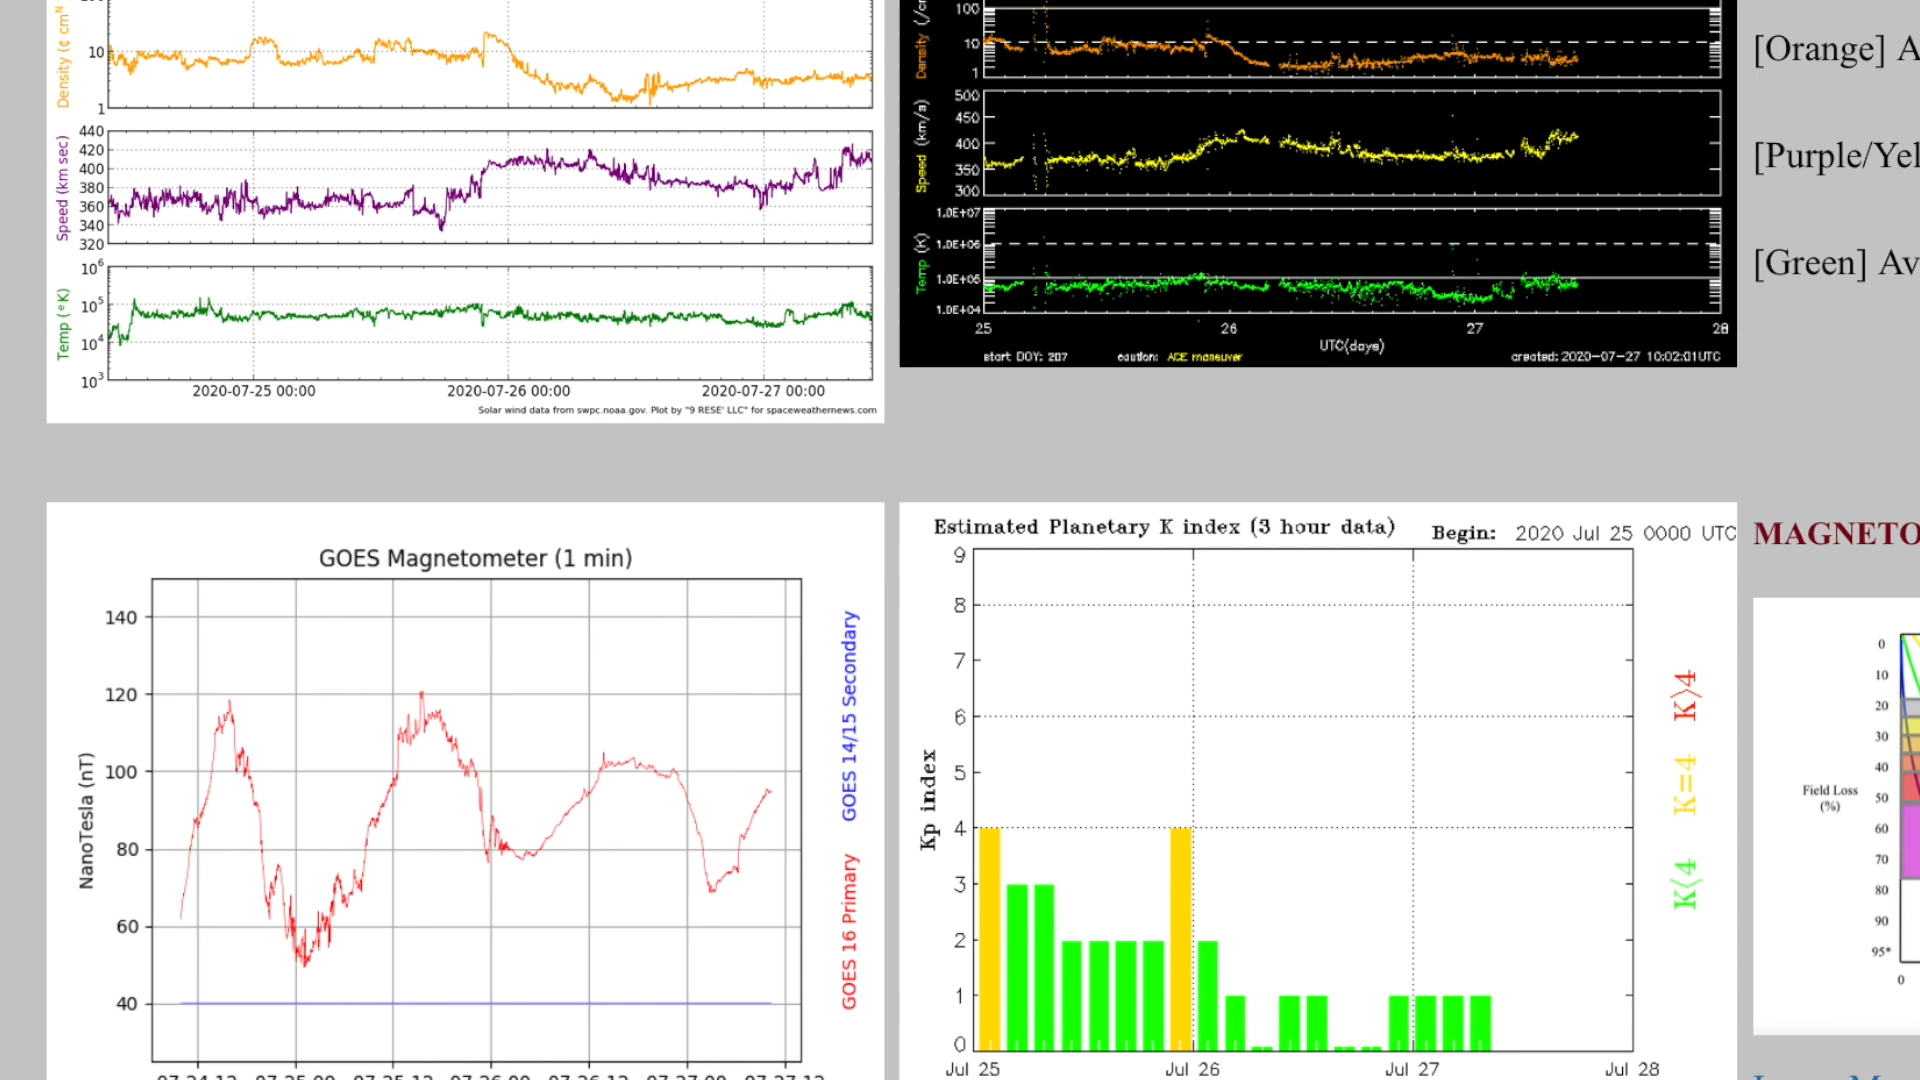 Density (¢ cmᴺ
10
1
Speed (km sec)
440
420
400
380
360
340
320
Temp (°K)
10⁶
10⁵
10⁴
10³
2020-07-25 00:00 2020-07-26 00:00 2020-07-27 00:00
Solar wind data from swpc.noaa.gov. Plot by "9 RESE' LLC" for spaceweathernews.com
Density (/c
100
10
1
Speed (km/s)
500
450
400
350
300
Temp (K)
1.0E+07
1.0E+06
1.0E+05
1.0E+04
25 26 27 28
UTC(days)
start DOY: 207 caution: ACE maneuver created: 2020-07-27 10:02:01UTC
[Orange] A
[Purple/Yel
[Green] Av
GOES Magnetometer (1 min)
NanoTesla (nT)
140
120
100
80
60
40
GOES 14/15 Secondary
GOES 16 Primary
Estimated Planetary K index (3 hour data) Begin: 2020 Jul 25 0000 UTC
Kp index
9
8
7
6
5
4
3
2
1
0
Jul 25 Jul 26 Jul 27 Jul 28
K>4
K=4
K<4
MAGNETO
Field Loss
(%)
0
10
20
30
40
50
60
70
80
90
95*
0